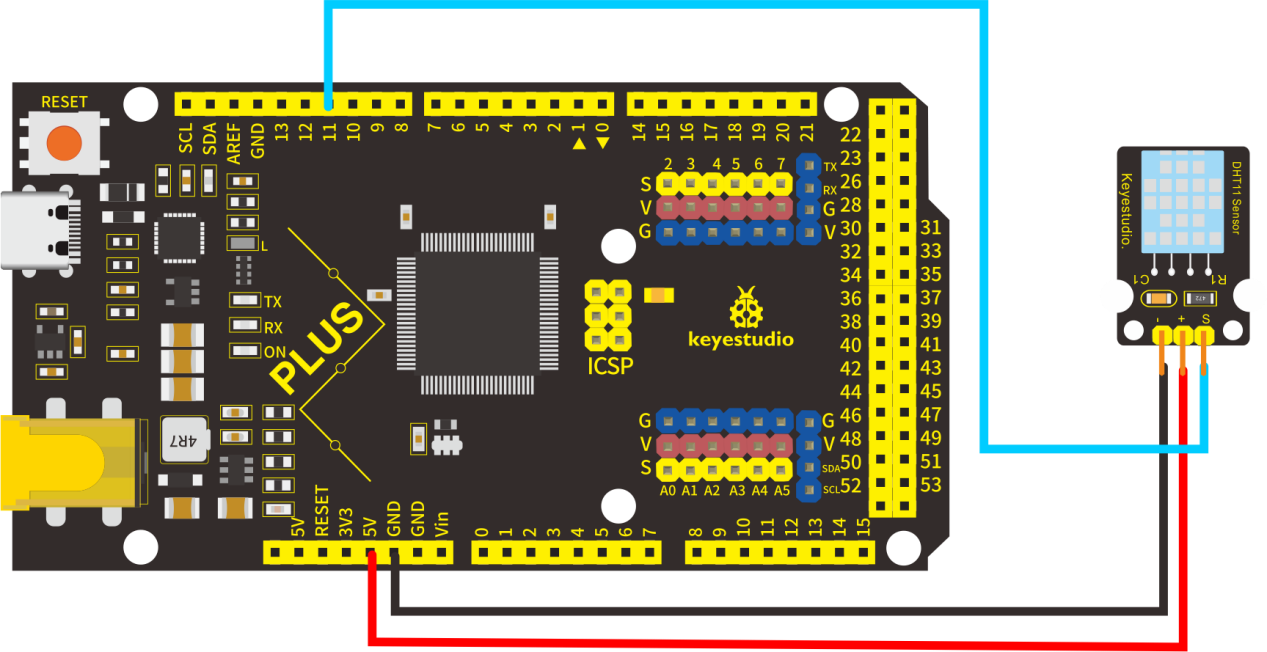 RESET
SCL
SDA
AREF
GND
13
12
11
10
9
8
7
6
5
4
3
2
1
0
14
15
16
17
18
19
20
21
2 3 4 5 6 7
S
V
G
TX
RX
G
V
22
23
26
28
30
32
34
36
38
40
42
44
46
48
50
52
31
33
35
37
39
41
43
45
47
49
51
53
L
TX
RX
ON
PLUS
ICSP
keyestudio
4R7
G
V
S
A0 A1 A2 A3 A4 A5
G
V
SDA
SCL
5V
RESET
3V3
5V
GND
GND
Vin
0
1
2
3
4
5
6
7
8
9
10
11
12
13
14
15
Keyestudio.
DHT11 Sensor
C1
R1
472
- + S